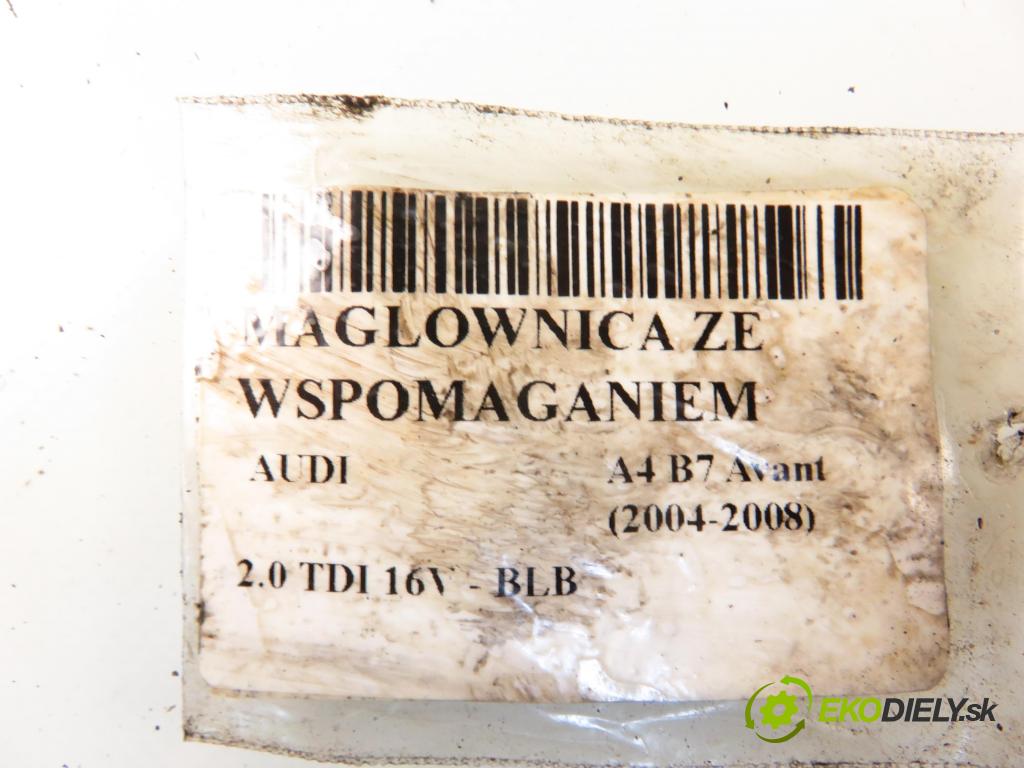 MAGLOWNICA ZE
WSPOMAGANIEM
AUDI A4 B7 Avant
(2004-2008)
2.0 TDI 16V - BLB
EKODIELY.sk